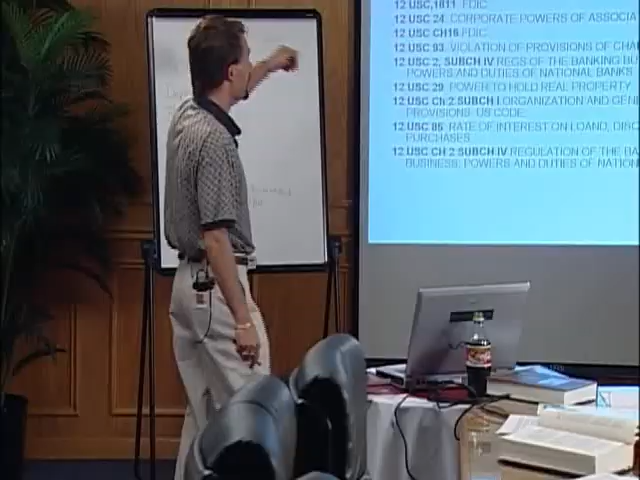 12 USC,1811 FDIC
12 USC 24. CORPORATE POWERS OF ASSOCIA
12 USC CH16.FDIC
12 USC 93. VIOLATION OF PROVISIONS OF CHA
12 USC 2, SUBCH.IV REGS OF THE BANKING BU
POWERS AND DUTIES OF NATIONAL BANKS
12 USC 29 POWER TO HOLD REAL PROPERTY
12 USC Ch 2 SUBCH I ORGANIZATION AND GENE
PROVISIONS. US CODE;
12 USC 85. RATE OF INTEREST ON LOAND, DISC
PURCHASES
12 USC CH 2 SUBCH.IV REGULATION OF THE BA
BUSINESS; POWERS AND DUTIES OF NATION